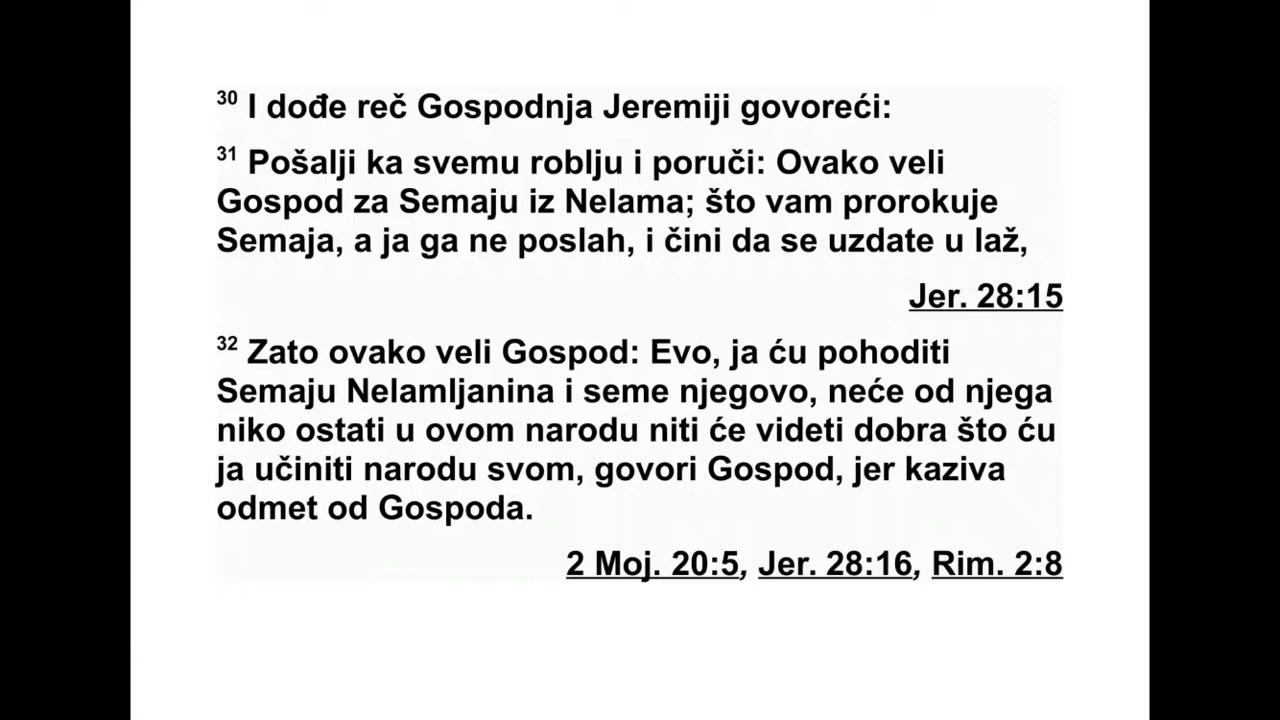 30 I dođe reč Gospodnja Jeremiji govoreći:
31 Pošalji ka svemu roblju i poruči: Ovako veli
Gospod za Semaju iz Nelama; što vam prorokuje
Semaja, a ja ga ne poslah, i čini da se uzdate u laž,
Jer. 28:15
32 Zato ovako veli Gospod: Evo, ja ću pohoditi
Semaju Nelamljanina i seme njegovo, neće od njega
niko ostati u ovom narodu niti će videti dobra što ću
ja učiniti narodu svom, govori Gospod, jer kaziva
odmet od Gospoda.
2 Moj. 20:5, Jer. 28:16, Rim. 2:8